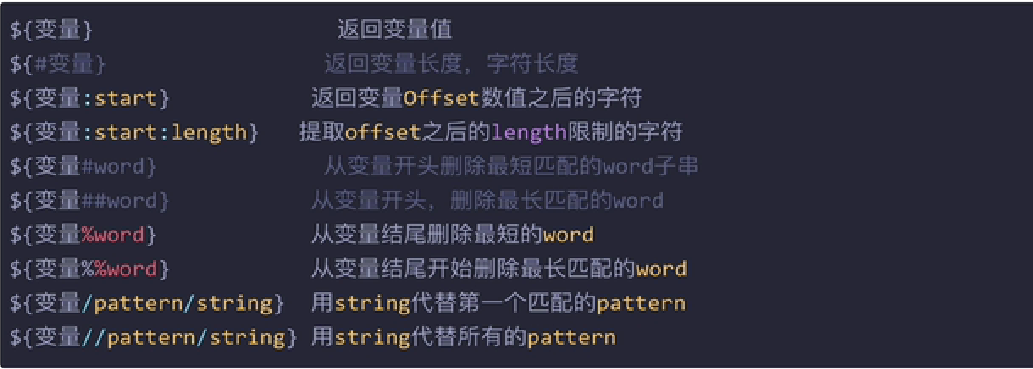 ${变量}                   返回变量值
${#变量}                  返回变量长度, 字符长度
${变量:start}            返回变量Offset数值之后的字符
${变量:start:length}   提取offset之后的length限制的字符
${变量#word}              从变量开头删除最短匹配的word子串
${变量##word}            从变量开头, 删除最长匹配的word
${变量%word}             从变量结尾删除最短的word
${变量%%word}            从变量结尾开始删除最长匹配的word
${变量/pattern/string}  用string代替第一个匹配的pattern
${变量//pattern/string} 用string代替所有的pattern